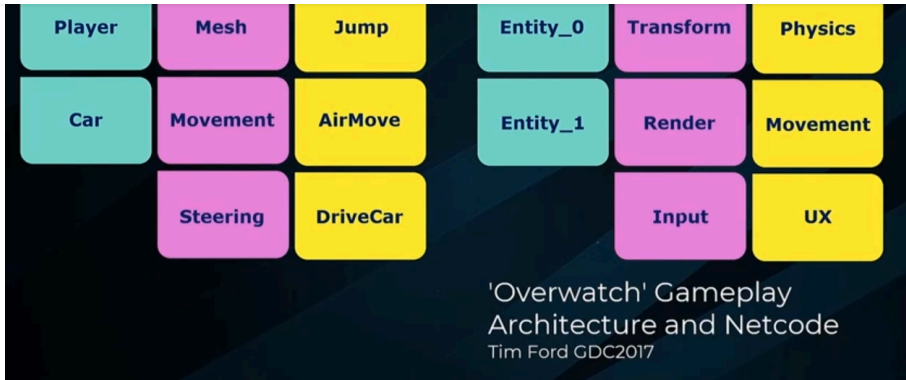 Player Mesh Jump
Car Movement AirMove
Steering DriveCar
Entity_0 Transform Physics
Entity_1 Render Movement
Input UX
'Overwatch' Gameplay
Architecture and Netcode
Tim Ford GDC2017